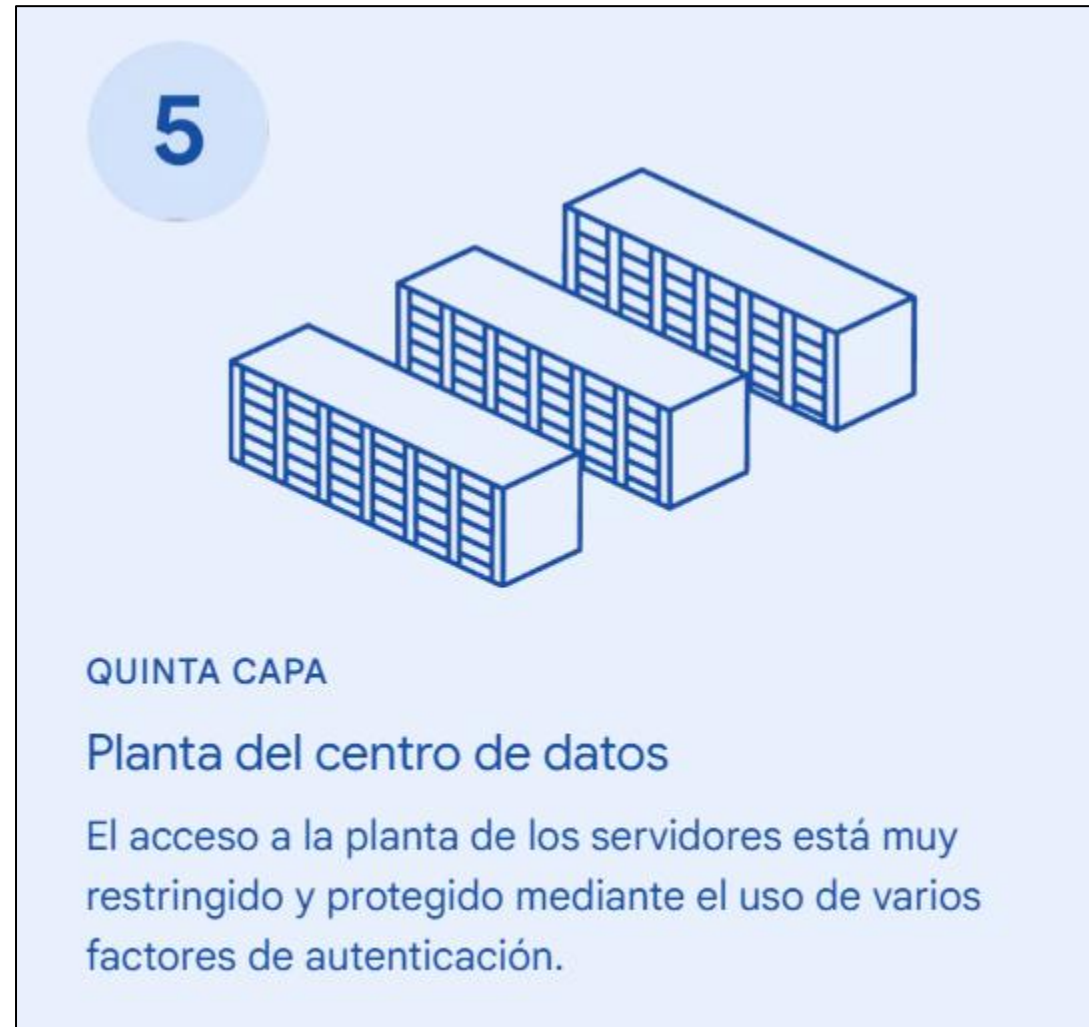 5
QUINTA CAPA
Planta del centro de datos
El acceso a la planta de los servidores está muy
restringido y protegido mediante el uso de varios
factores de autenticación.